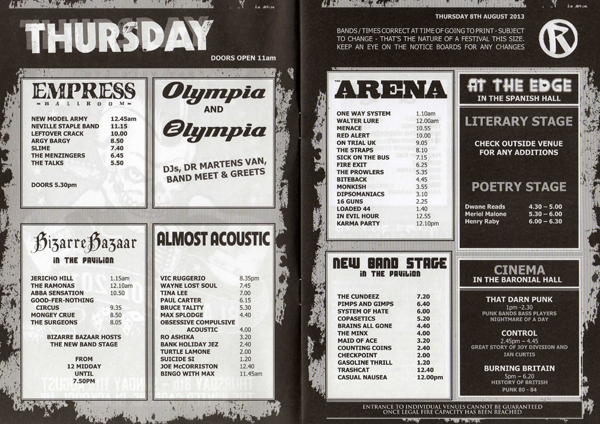 THURSDAY
DOORS OPEN 11am
EMPRESS
HALLROOM
NEW MODEL ARMY 12.45am
NEVILLE STAPLE BAND 11.15
LEFTOVER CRACK 10.00
ARGY BARGY 8.50
SLIME 7.40
THE MENZINGERS 6.45
THE TALKS 5.50
DOORS 5.30pm
Olympia
AND
2lympia
DJs, DR MARTENS VAN,
BAND MEET & GREETS
Bizarre Bazaar
IN THE PAVILION
JERICHO HILL 1.15am
THE RAMONAS 12.10am
ABBA SENSATION 10.50
GOOD-FER-NOTHING
CIRCUS 9.35
MONGEY CRUE 8.50
THE SURGEONS 8.05
BIZARRE BAZAAR HOSTS
THE NEW BAND STAGE
FROM
12 MIDDAY
UNTIL
7.50PM
ALMOST ACOUSTIC
VIC RUGGERIO 8.35pm
WAYNE LOST SOUL 7.45
TINA LEE 7.00
PAUL CARTER 6.15
BRUCE TALITY 5.30
MAX SPLODGE 4.40
OBSESSIVE COMPULSIVE
ACOUSTIC 4.00
RO ASHIKA 3.20
BANK HOLIDAY JEZ 2.40
TURTLE LAMONE 2.00
SUICIDE SI 1.20
JOE McCORRISTON 12.40
BINGO WITH MAX 11.45am
THURSDAY 8TH AUGUST 2013
BANDS/TIMES CORRECT AT TIME OF GOING TO PRINT - SUBJECT
TO CHANGE - THAT'S THE NATURE OF A FESTIVAL THIS SIZE.
KEEP AN EYE ON THE NOTICE BOARDS FOR ANY CHANGES
R
THE ARENA
ONE WAY SYSTEM 1.10am
WALTER LURE 12.00am
MENACE 10.55
RED ALERT 10.00
ON TRIAL UK 9.05
THE STRAPS 8.10
SICK ON THE BUS 7.15
FIRE EXIT 6.25
THE PROWLERS 5.35
BITEBACK 4.45
MONKISH 3.55
DIPSOMANIACS 3.10
16 GUNS 2.25
LOADED 44 1.40
IN EVIL HOUR 12.55
KARMA PARTY 12.10pm
AT THE EDGE
IN THE SPANISH HALL
LITERARY STAGE
CHECK OUTSIDE VENUE
FOR ANY ADDITIONS
POETRY STAGE
Dwane Reads 4.30 – 5.00
Meriel Malone 5.30 – 6.00
Henry Raby 6.00 – 6.30
NEW BAND STAGE
IN THE PAVILION
THE CUNDEEZ 7.20
PIMPS AND GIMPS 6.40
SYSTEM OF HATE 6.00
COPASETICS 5.20
BRAINS ALL GONE 4.40
THE MINX 4.00
MAID OF ACE 3.20
COUNTING COINS 2.40
CHECKPOINT 2.00
GASOLINE THRILL 1.20
TRASHCAT 12.40
CASUAL NAUSEA 12.00pm
CINEMA
IN THE BARONIAL HALL
THAT DARN PUNK
1pm -2.30
PUNK BANDS BASS PLAYERS
NIGHTMARE OF A DAY
CONTROL
2.45pm – 4.45
GREAT STORY OF JOY DIVISION AND
IAN CURTIS
BURNING BRITAIN
5pm – 6.20
HISTORY OF BRITISH
PUNK 80 - 84
ENTRANCE TO INDIVIDUAL VENUES CANNOT BE GUARANTEED
ONCE LEGAL FIRE CAPACITY HAS BEEN REACHED